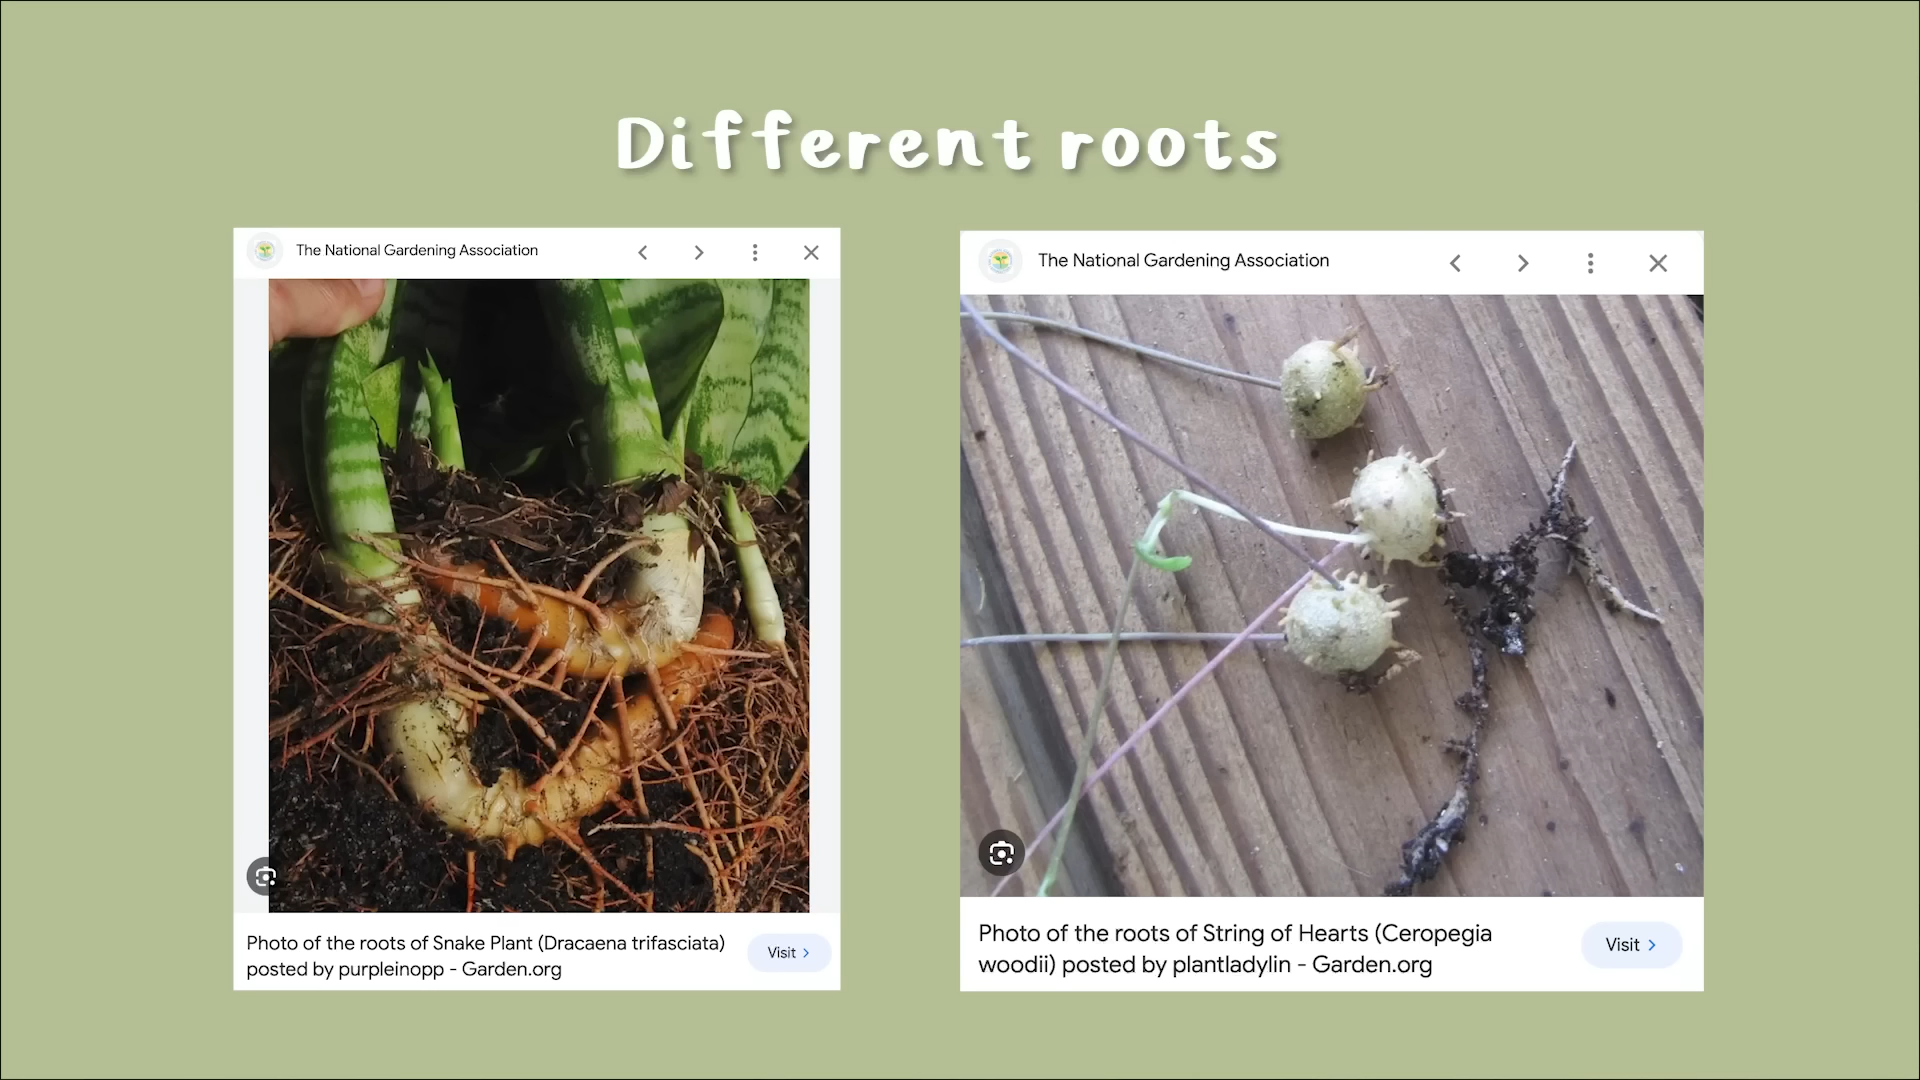 Different roots
The National Gardening Association
Photo of the roots of Snake Plant (Dracaena trifasciata)
posted by purpleinopp - Garden.org
Visit
The National Gardening Association
Photo of the roots of String of Hearts (Ceropegia
woodii) posted by plantladylin - Garden.org
Visit